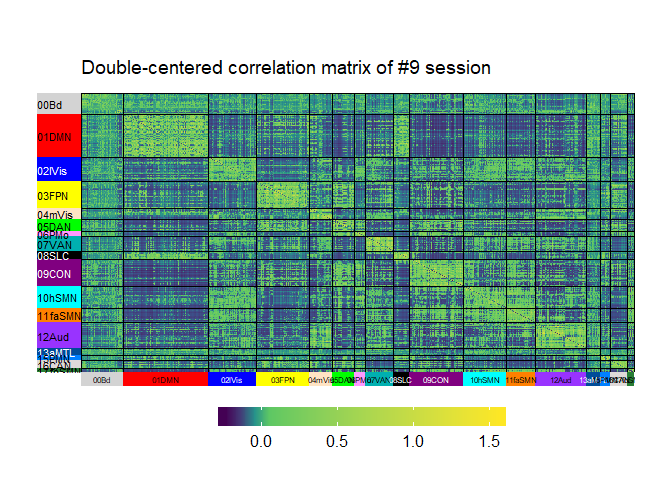 Double-centered correlation matrix of #9 session
00Bd
01DMN
02lVis
03FPN
04mVis
05DAN
06PMo
07VAN
08SLC
09CON
10hSMN
11faSMN
12Aud
13aMTL
00Bd 01DMN 02lVis 03FPN 04mVis 05DAN 07VAN 08SLC 09CON 10hSMN 11faSMN 12Aud
0.0 0.5 1.0 1.5